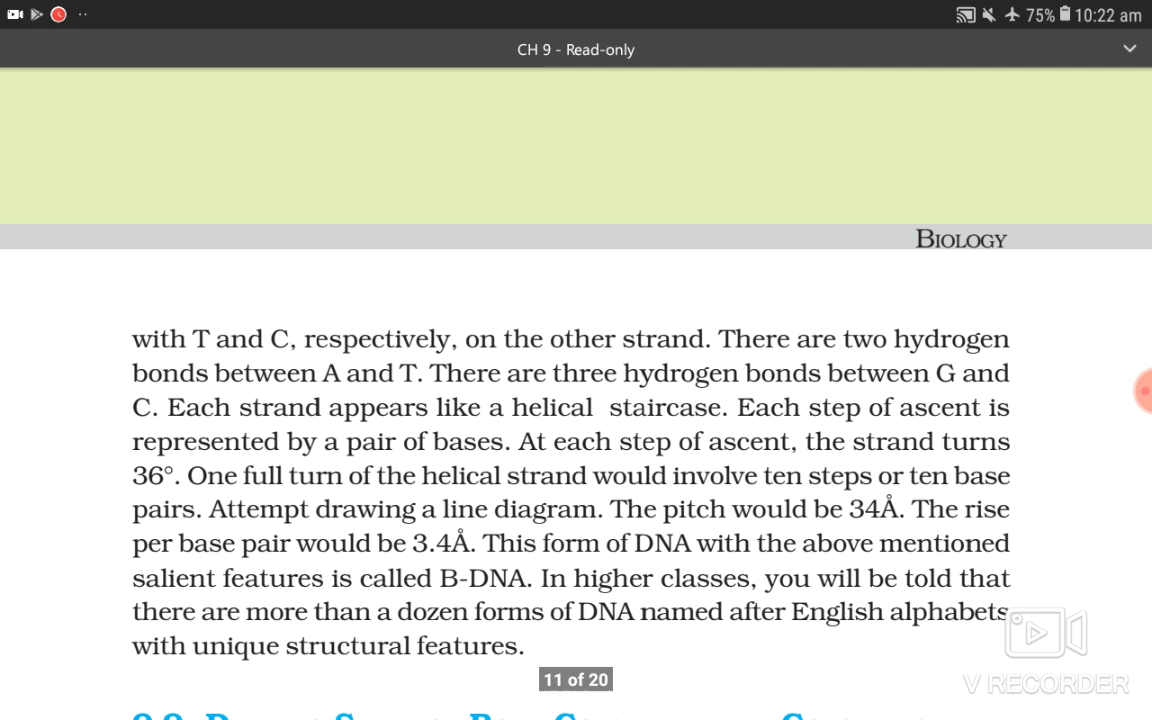 75% 10:22 am
CH 9 - Read-only
BIOLOGY
with T and C, respectively, on the other strand. There are two hydrogen
bonds between A and T. There are three hydrogen bonds between G and
C. Each strand appears like a helical staircase. Each step of ascent is
represented by a pair of bases. At each step of ascent, the strand turns
36°. One full turn of the helical strand would involve ten steps or ten base
pairs. Attempt drawing a line diagram. The pitch would be 34Å. The rise
per base pair would be 3.4Å. This form of DNA with the above mentioned
salient features is called B-DNA. In higher classes, you will be told that
there are more than a dozen forms of DNA named after English alphabets
with unique structural features.
11 of 20
V RECORDER